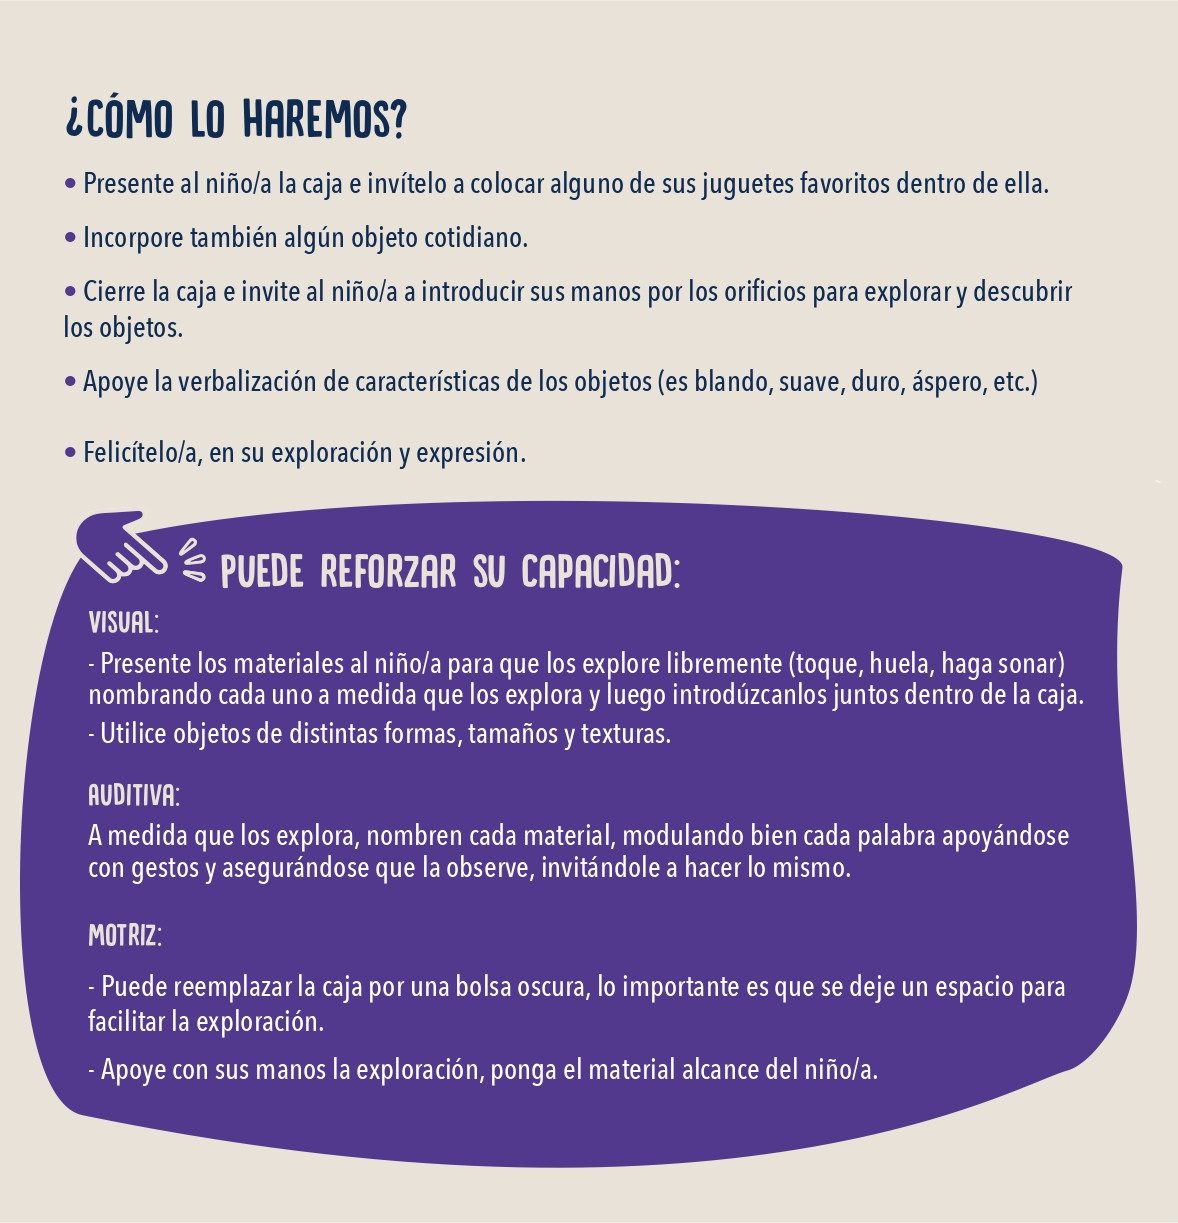 ¿CÓMO LO HAREMOS?
• Presente al niño/a la caja e invítelo a colocar alguno de sus juguetes favoritos dentro de ella.
• Incorpore también algún objeto cotidiano.
• Cierre la caja e invite al niño/a a introducir sus manos por los orificios para explorar y descubrir
los objetos.
• Apoye la verbalización de características de los objetos (es blando, suave, duro, áspero, etc.)
• Felicítelo/a, en su exploración y expresión.
PUEDE REFORZAR SU CAPACIDAD:
VISUAL:
- Presente los materiales al niño/a para que los explore libremente (toque, huela, haga sonar)
nombrando cada uno a medida que los explora y luego introdúzcanlos juntos dentro de la caja.
- Utilice objetos de distintas formas, tamaños y texturas.
AUDITIVA:
A medida que los explora, nombren cada material, modulando bien cada palabra apoyándose
con gestos y asegurándose que la observe, invitándole a hacer lo mismo.
MOTRIZ:
- Puede reemplazar la caja por una bolsa oscura, lo importante es que se deje un espacio para
facilitar la exploración.
- Apoye con sus manos la exploración, ponga el material alcance del niño/a.